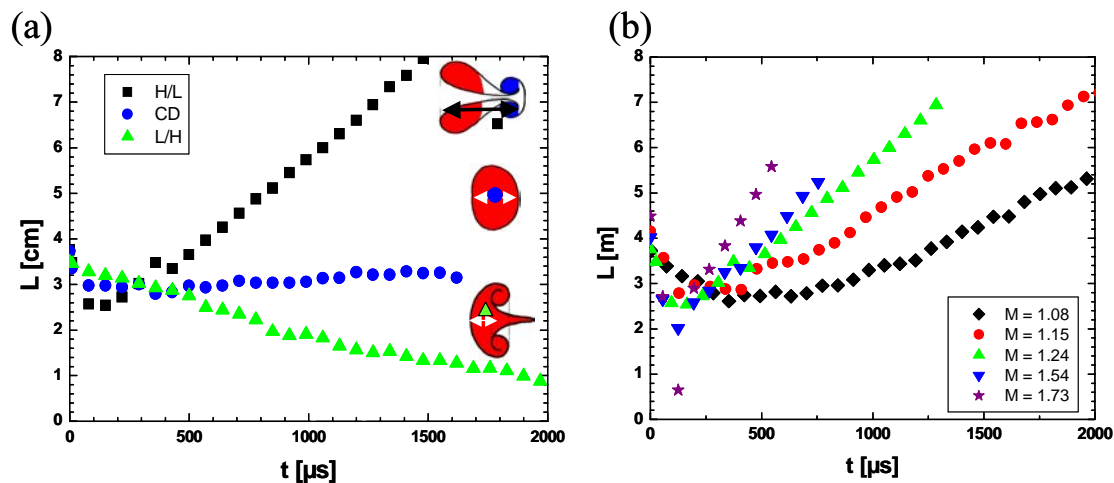 (a)
(b)
8
7
6
5
4
3
2
1
0
L [cm]
H/L
CD
L/H
0
500
1000
1500
2000
t [µs]
8
7
6
5
4
3
2
1
0
L [m]
M = 1.08
M = 1.15
M = 1.24
M = 1.54
M = 1.73
0
500
1000
1500
2000
t [µs]